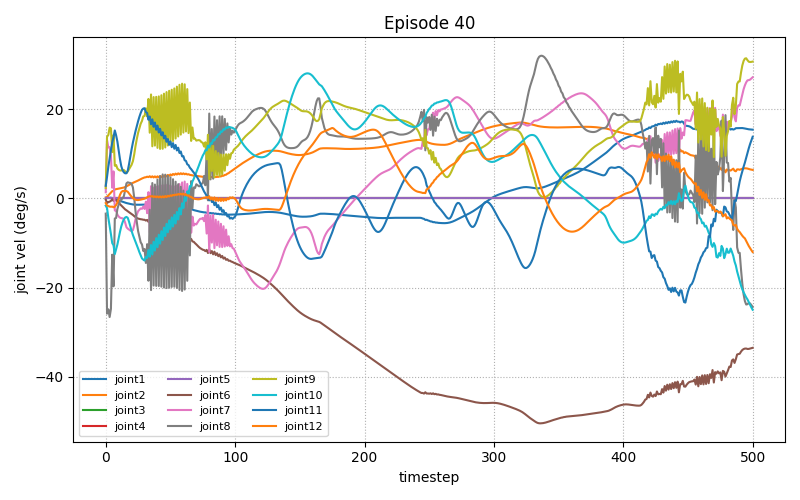 Episode 40
joint vel (deg/s)
20
0
−20
−40
joint1 joint5 joint9
joint2 joint6 joint10
joint3 joint7 joint11
joint4 joint8 joint12
0 100 200 300 400 500
timestep